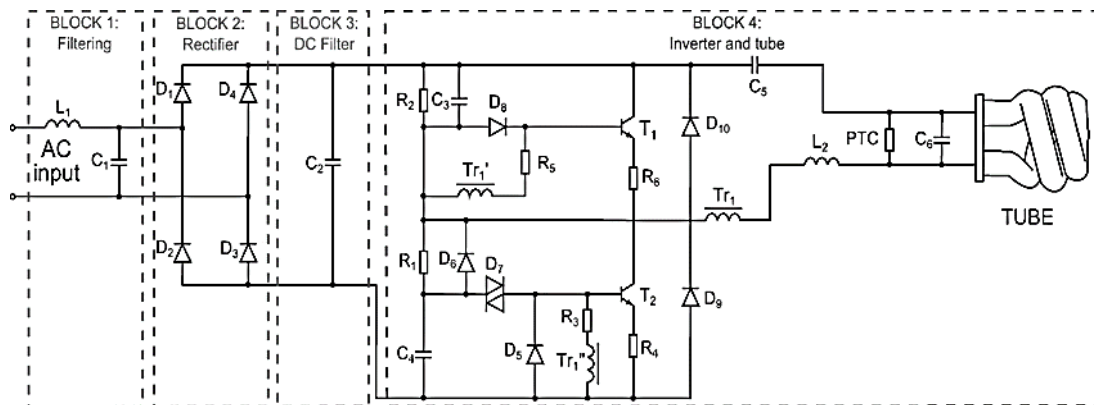 BLOCK 1:
Filtering
BLOCK 2:
Rectifier
BLOCK 3:
DC Filter
BLOCK 4:
Inverter and tube
L₁
AC
input
C₁
D₁
D₄
D₂
D₃
C₂
R₂
C₃
D₈
R₅
Tr₁'
T₁
R₆
D₁₀
C₅
Tr₁
L₂
PTC
C₆
TUBE
R₁
D₆
D₇
T₂
D₉
R₃
R₄
C₄
D₅
Tr₁"